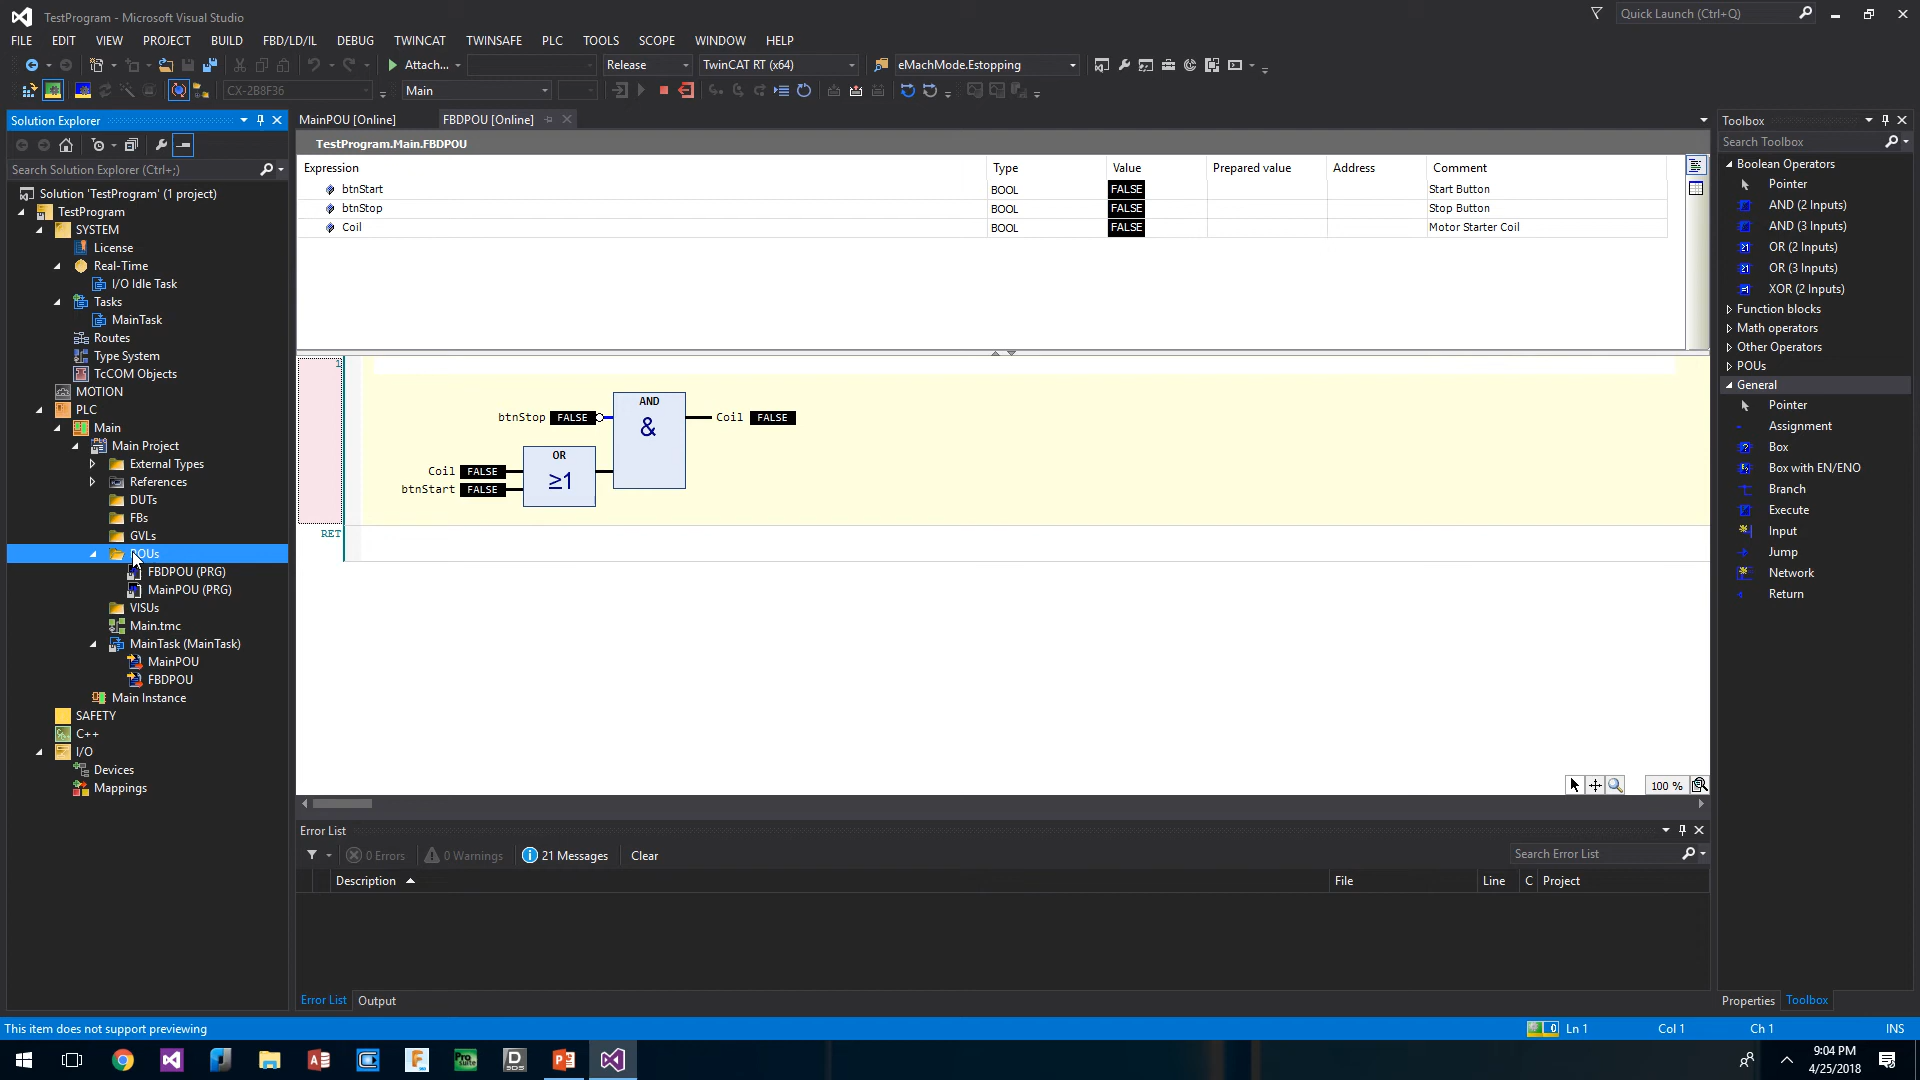 TestProgram - Microsoft Visual Studio
Quick Launch (Ctrl+Q)
FILE EDIT VIEW PROJECT BUILD FBD/LD/IL DEBUG TWINCAT TWINSAFE PLC TOOLS SCOPE WINDOW HELP
Attach... Release TwinCAT RT (x64) eMachMode.Estopping
CX-2B8F36 Main
Solution Explorer
Search Solution Explorer (Ctrl+;)
Solution 'TestProgram' (1 project)
TestProgram
SYSTEM
License
Real-Time
I/O Idle Task
Tasks
MainTask
Routes
Type System
TcCOM Objects
MOTION
PLC
Main
Main Project
External Types
References
DUTs
FBs
GVLs
POUs
FBDPOU (PRG)
MainPOU (PRG)
VISUs
Main.tmc
MainTask (MainTask)
MainPOU
FBDPOU
Main Instance
SAFETY
C++
I/O
Devices
Mappings
MainPOU [Online] FBDPOU [Online]
TestProgram.Main.FBDPOU
Expression Type Value Prepared value Address Comment
btnStart BOOL FALSE Start Button
btnStop BOOL FALSE Stop Button
Coil BOOL FALSE Motor Starter Coil
1
AND
btnStop FALSE & Coil FALSE
OR
Coil FALSE
≥1
btnStart FALSE
RET
100 %
Error List
0 Errors 0 Warnings 21 Messages Clear
Search Error List
Description File Line C Project
Error List Output
Toolbox
Search Toolbox
Boolean Operators
Pointer
AND (2 Inputs)
AND (3 Inputs)
OR (2 Inputs)
OR (3 Inputs)
XOR (2 Inputs)
Function blocks
Math operators
Other Operators
POUs
General
Pointer
Assignment
Box
Box with EN/ENO
Branch
Execute
Input
Jump
Network
Return
Properties Toolbox
This item does not support previewing
0 Ln 1 Col 1 Ch 1 INS
9:04 PM
4/25/2018